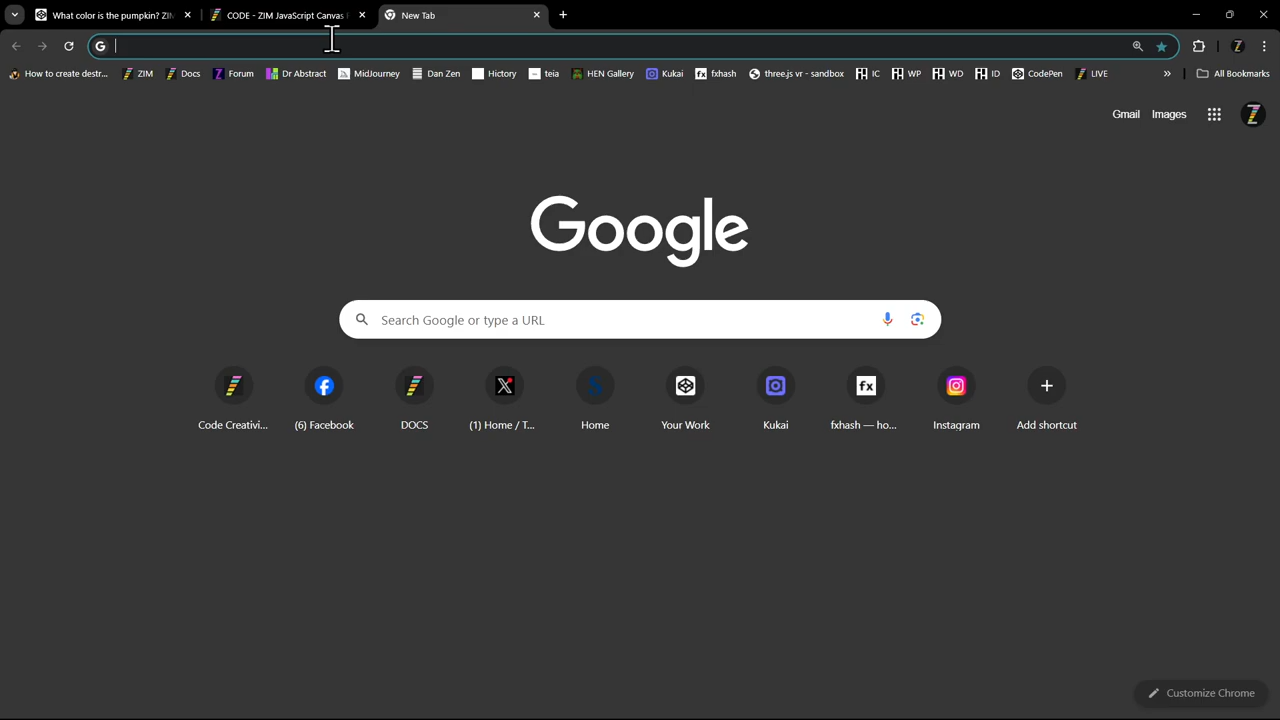 What color is the pumpkin? ZIM
CODE - ZIM JavaScript Canvas
New Tab
How to create destr...
ZIM
Docs
Forum
Dr Abstract
MidJourney
Dan Zen
Hictory
teia
HEN Gallery
Kukai
fxhash
three.js vr - sandbox
IC
WP
WD
ID
CodePen
LIVE
All Bookmarks
Gmail
Images
Google
Search Google or type a URL
Code Creativi...
(6) Facebook
DOCS
(1) Home / T...
Home
Your Work
Kukai
fxhash — ho...
Instagram
Add shortcut
Customize Chrome